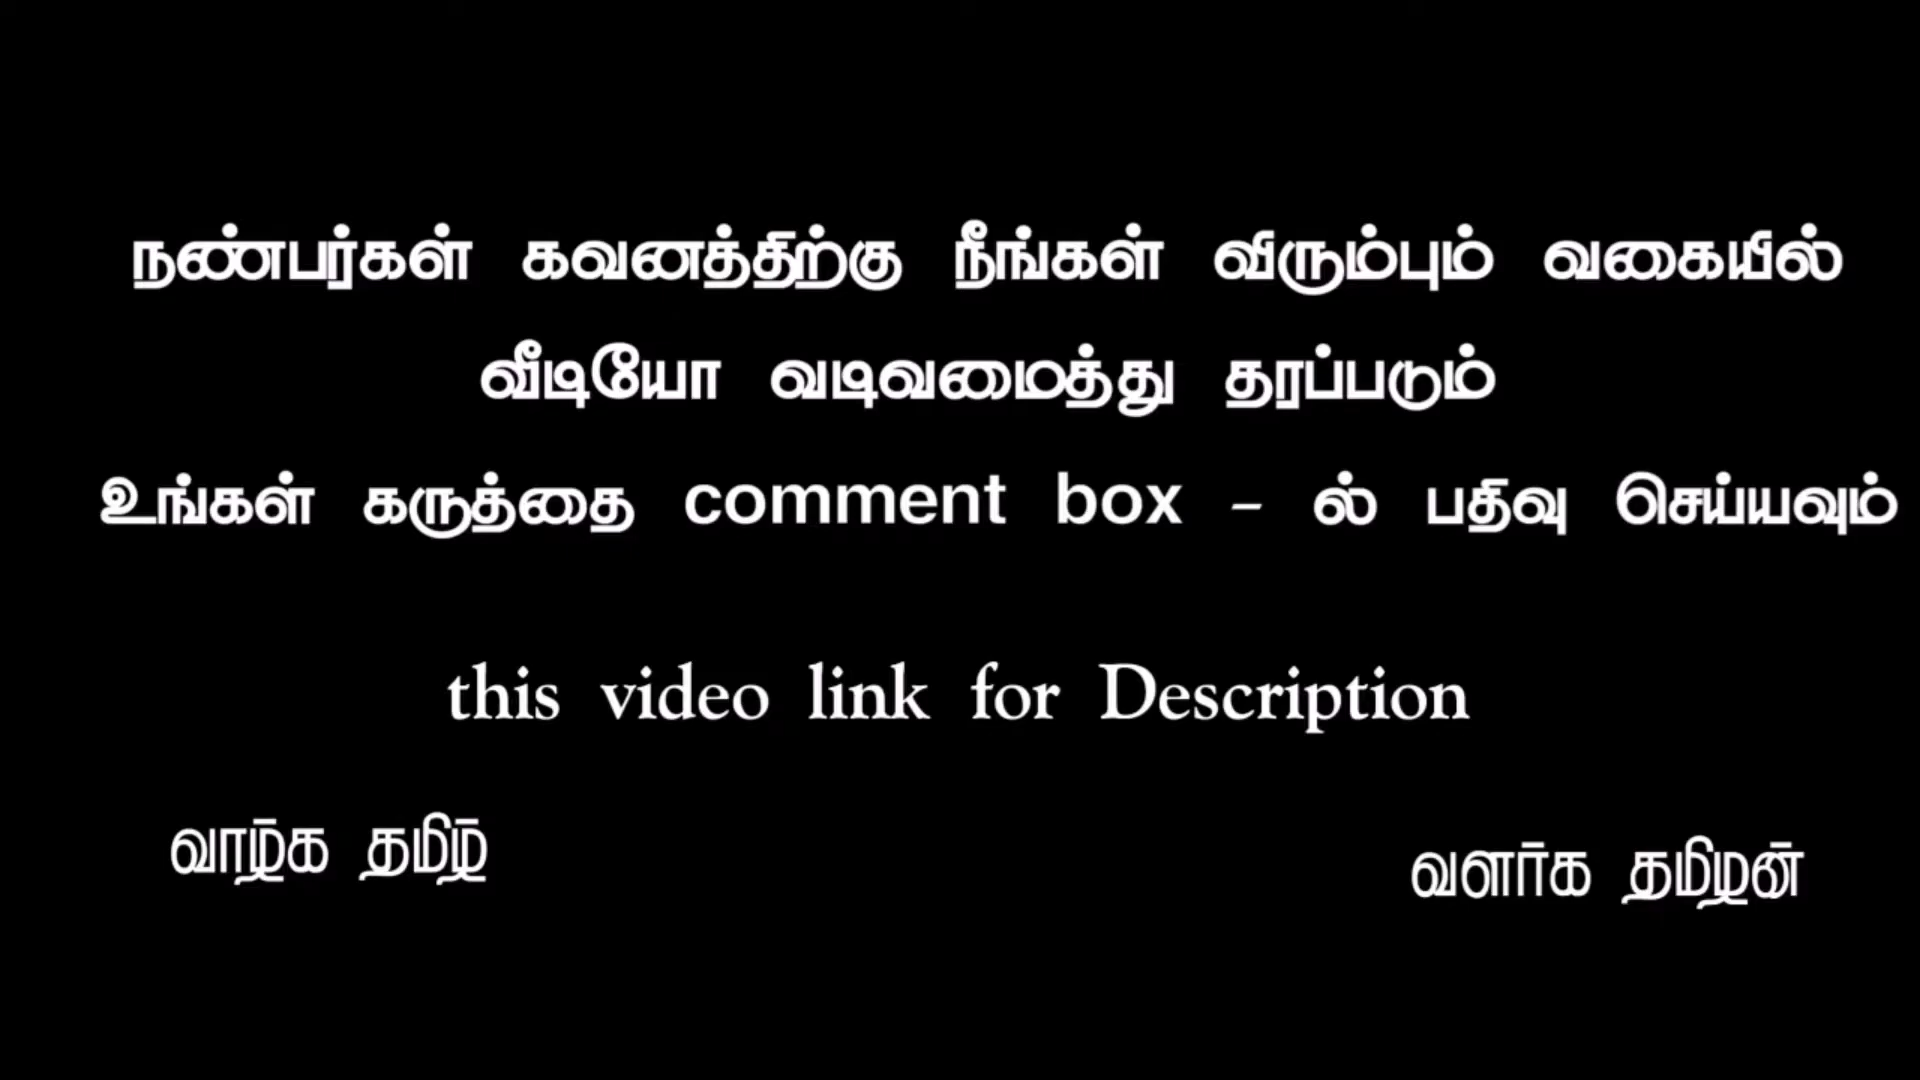 நண்பர்கள் கவனத்திற்கு நீங்கள் விரும்பும் வகையில்
வீடியோ வடிவமைத்து தரப்படும்
உங்கள் கருத்தை comment box - ல் பதிவு செய்யவும்
this video link for Description
வாழ்க தமிழ்
வளர்க தமிழன்